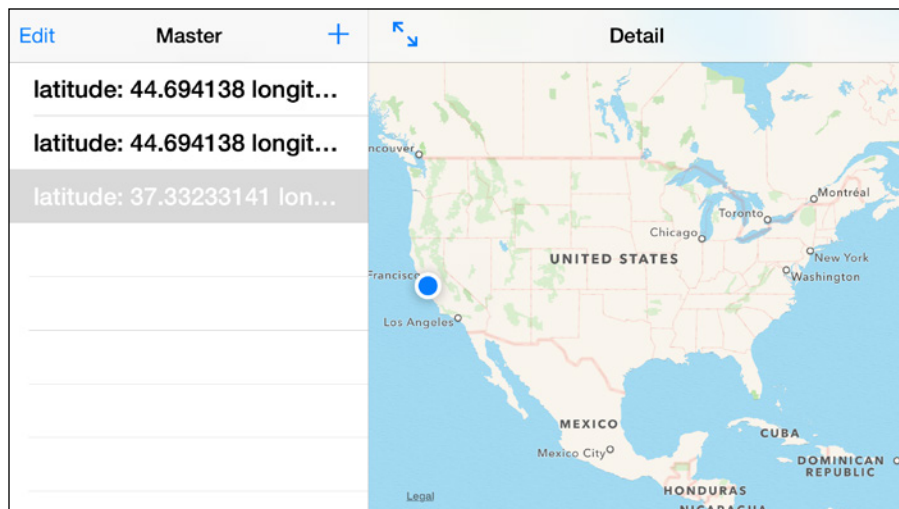 Edit Master +
latitude: 44.694138 longit...
latitude: 44.694138 longit...
latitude: 37.33233141 lon...
Detail
ncouver
Montréal
Toronto
Chicago
UNITED STATES
New York
Washington
Francisco
Los Angeles
MEXICO
Mexico City
CUBA
DOMINICAN
REPUBLIC
Legal
HONDURAS
NICARAGUA